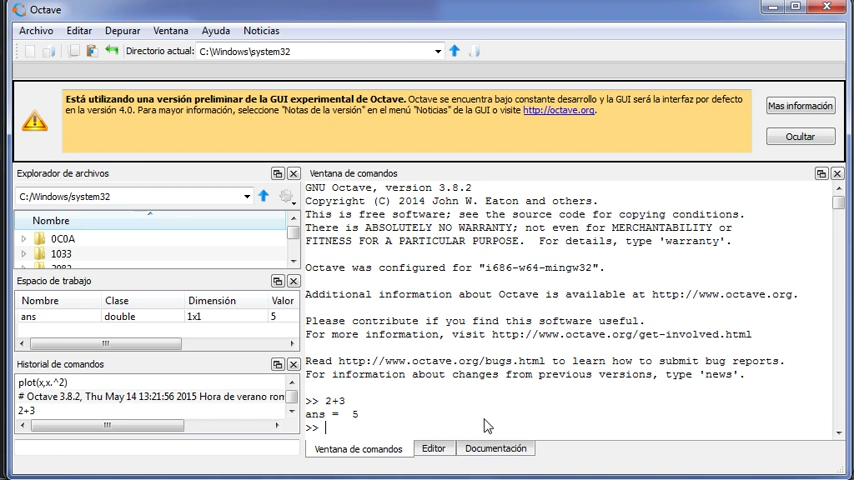 Octave
Archivo Editar Depurar Ventana Ayuda Noticias
Directorio actual: C:\Windows\system32
Está utilizando una versión preliminar de la GUI experimental de Octave. Octave se encuentra bajo constante desarrollo y la GUI será la interfaz por defecto
en la versión 4.0. Para mayor información, seleccione "Notas de la versión" en el menú "Noticias" de la GUI o visite http://octave.org.
Mas información
Ocultar
Explorador de archivos
C:/Windows/system32
Nombre
0C0A
1033
Espacio de trabajo
Nombre Clase Dimensión Valor
ans double 1x1 5
Historial de comandos
plot(x,x.^2)
# Octave 3.8.2, Thu May 14 13:21:56 2015 Hora de verano rom
2+3
Ventana de comandos
GNU Octave, version 3.8.2
Copyright (C) 2014 John W. Eaton and others.
This is free software; see the source code for copying conditions.
There is ABSOLUTELY NO WARRANTY; not even for MERCHANTABILITY or
FITNESS FOR A PARTICULAR PURPOSE. For details, type 'warranty'.
Octave was configured for "i686-w64-mingw32".
Additional information about Octave is available at http://www.octave.org.
Please contribute if you find this software useful.
For more information, visit http://www.octave.org/get-involved.html
Read http://www.octave.org/bugs.html to learn how to submit bug reports.
For information about changes from previous versions, type 'news'.
>> 2+3
ans = 5
>>
Ventana de comandos Editor Documentación